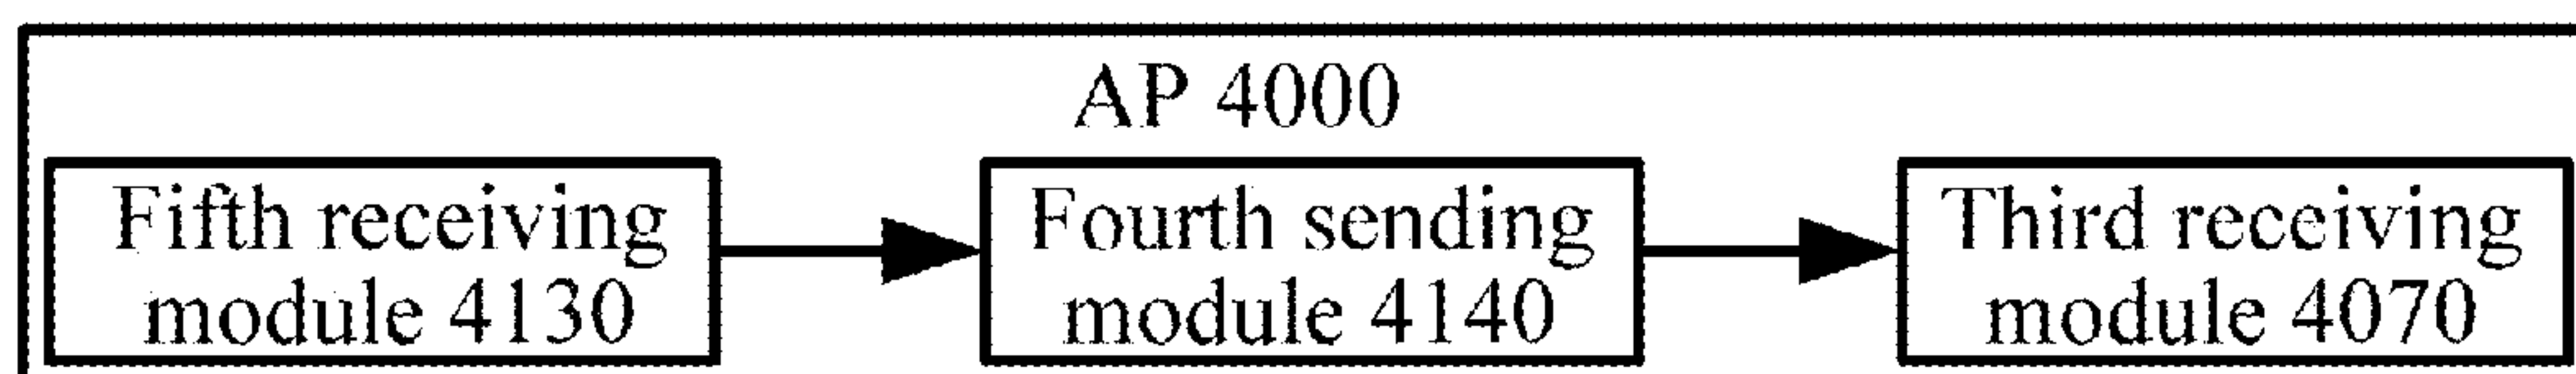 AP 4000
Fifth receiving
module 4130
Fourth sending
module 4140
Third receiving
module 4070